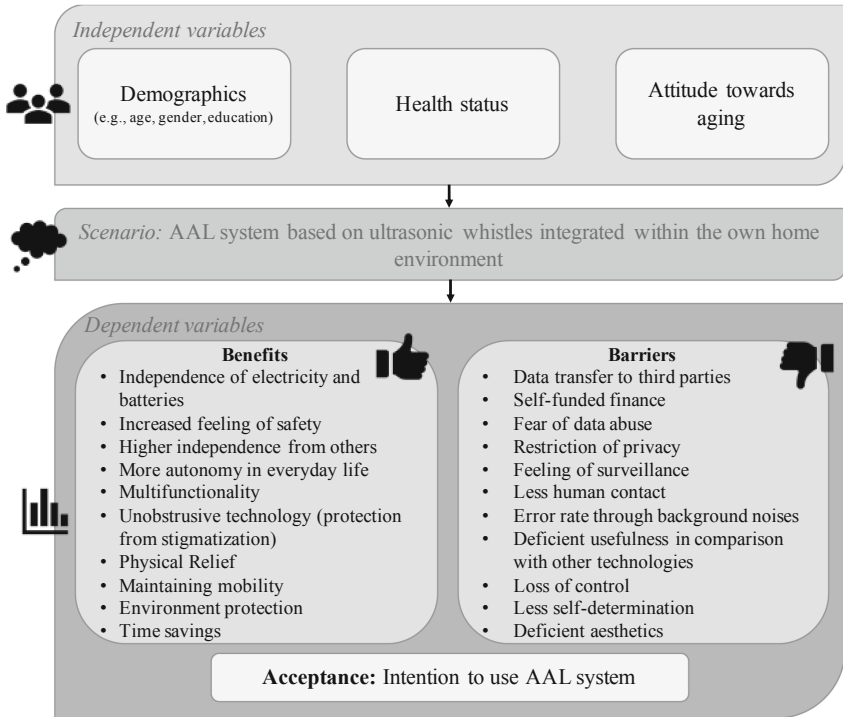 Independent variables
Demographics
(e.g., age, gender, education)
Health status
Attitude towards
aging
Scenario: AAL system based on ultrasonic whistles integrated within the own home
environment
Dependent variables
Benefits
• Independence of electricity and
batteries
• Increased feeling of safety
• Higher independence from others
• More autonomy in everyday life
• Multifunctionality
• Unobstrusive technology (protection
from stigmatization)
• Physical Relief
• Maintaining mobility
• Environment protection
• Time savings
Barriers
• Data transfer to third parties
• Self-funded finance
• Fear of data abuse
• Restriction of privacy
• Feeling of surveillance
• Less human contact
• Error rate through background noises
• Deficient usefulness in comparison
with other technologies
• Loss of control
• Less self-determination
• Deficient aesthetics
Acceptance: Intention to use AAL system